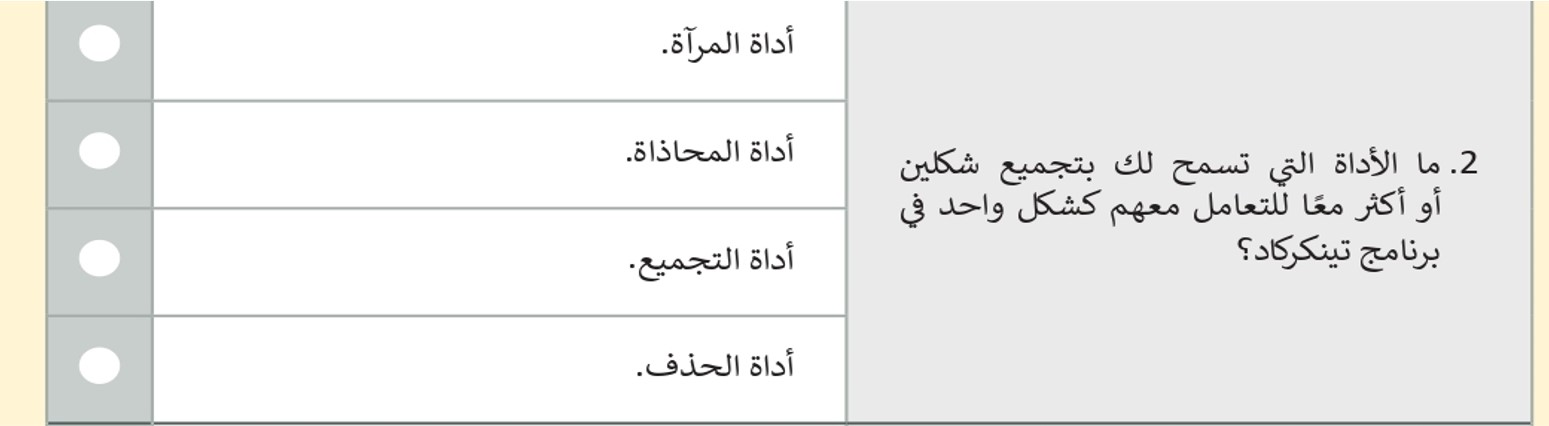 2. ما الأداة التي تسمح لك بتجميع شكلين
أو أكثر معًا للتعامل معهم كشكل واحد في
برنامج تينكركاد؟
أداة المرآة.
أداة المحاذاة.
أداة التجميع.
أداة الحذف.